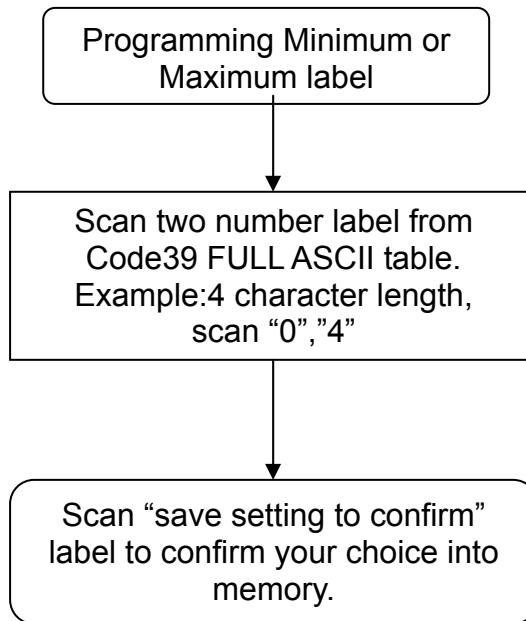 Programming Minimum or
Maximum label
Scan two number label from
Code39 FULL ASCII table.
Example:4 character length,
scan “0”,”4”
Scan “save setting to confirm”
label to confirm your choice into
memory.